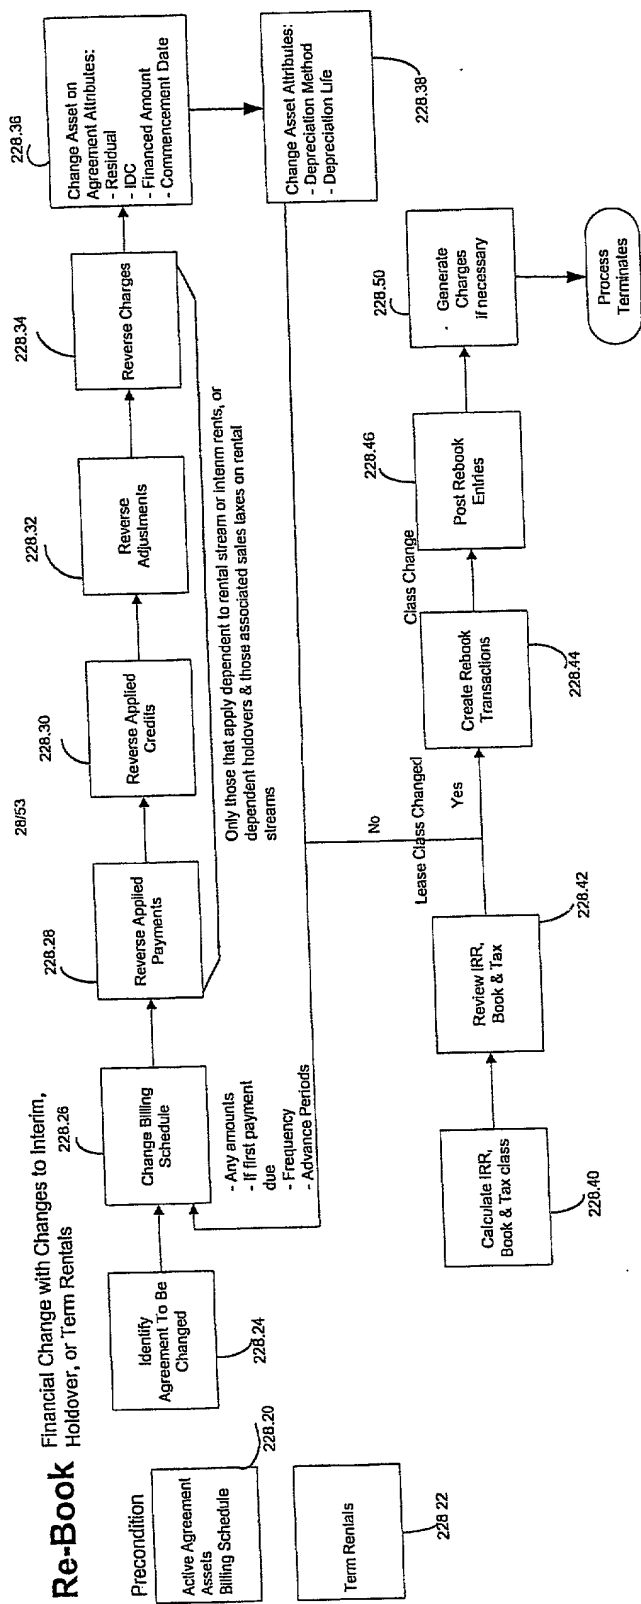 28/53
Re-Book Financial Change with Changes to Interim,
Holdover, or Term Rentals
Precondition
Active Agreement
Assets
Billing Schedule
228.20
Term Rentals
228 22
Identify
Agreement To Be
Changed
228.24
228.26
Change Billing
Schedule
- Any amounts
- If first payment
due
- Frequency
- Advance Periods
228.28
Reverse Applied
Payments
228.30
Reverse Applied
Credits
228.32
Reverse
Adjustments
228.34
Reverse Charges
Only those that apply dependent to rental stream or interim rents, or
dependent holdovers & those associated sales taxes on rental
streams
228.36
Change Asset on
Agreement Attributes:
- Residual
- IDC
- Financed Amount
- Commencement Date
Change Asset Attributes:
- Depreciation Method
- Depreciation Life
228.38
Calculate IRR,
Book & Tax class
228.40
Review IRR,
Book & Tax
228.42
No
Lease Class Changed
Yes
Create Rebook
Transactions
228.44
Class Change
Post Rebook
Entries
228.46
Generate
Charges
if necessary
228.50
Process
Terminates